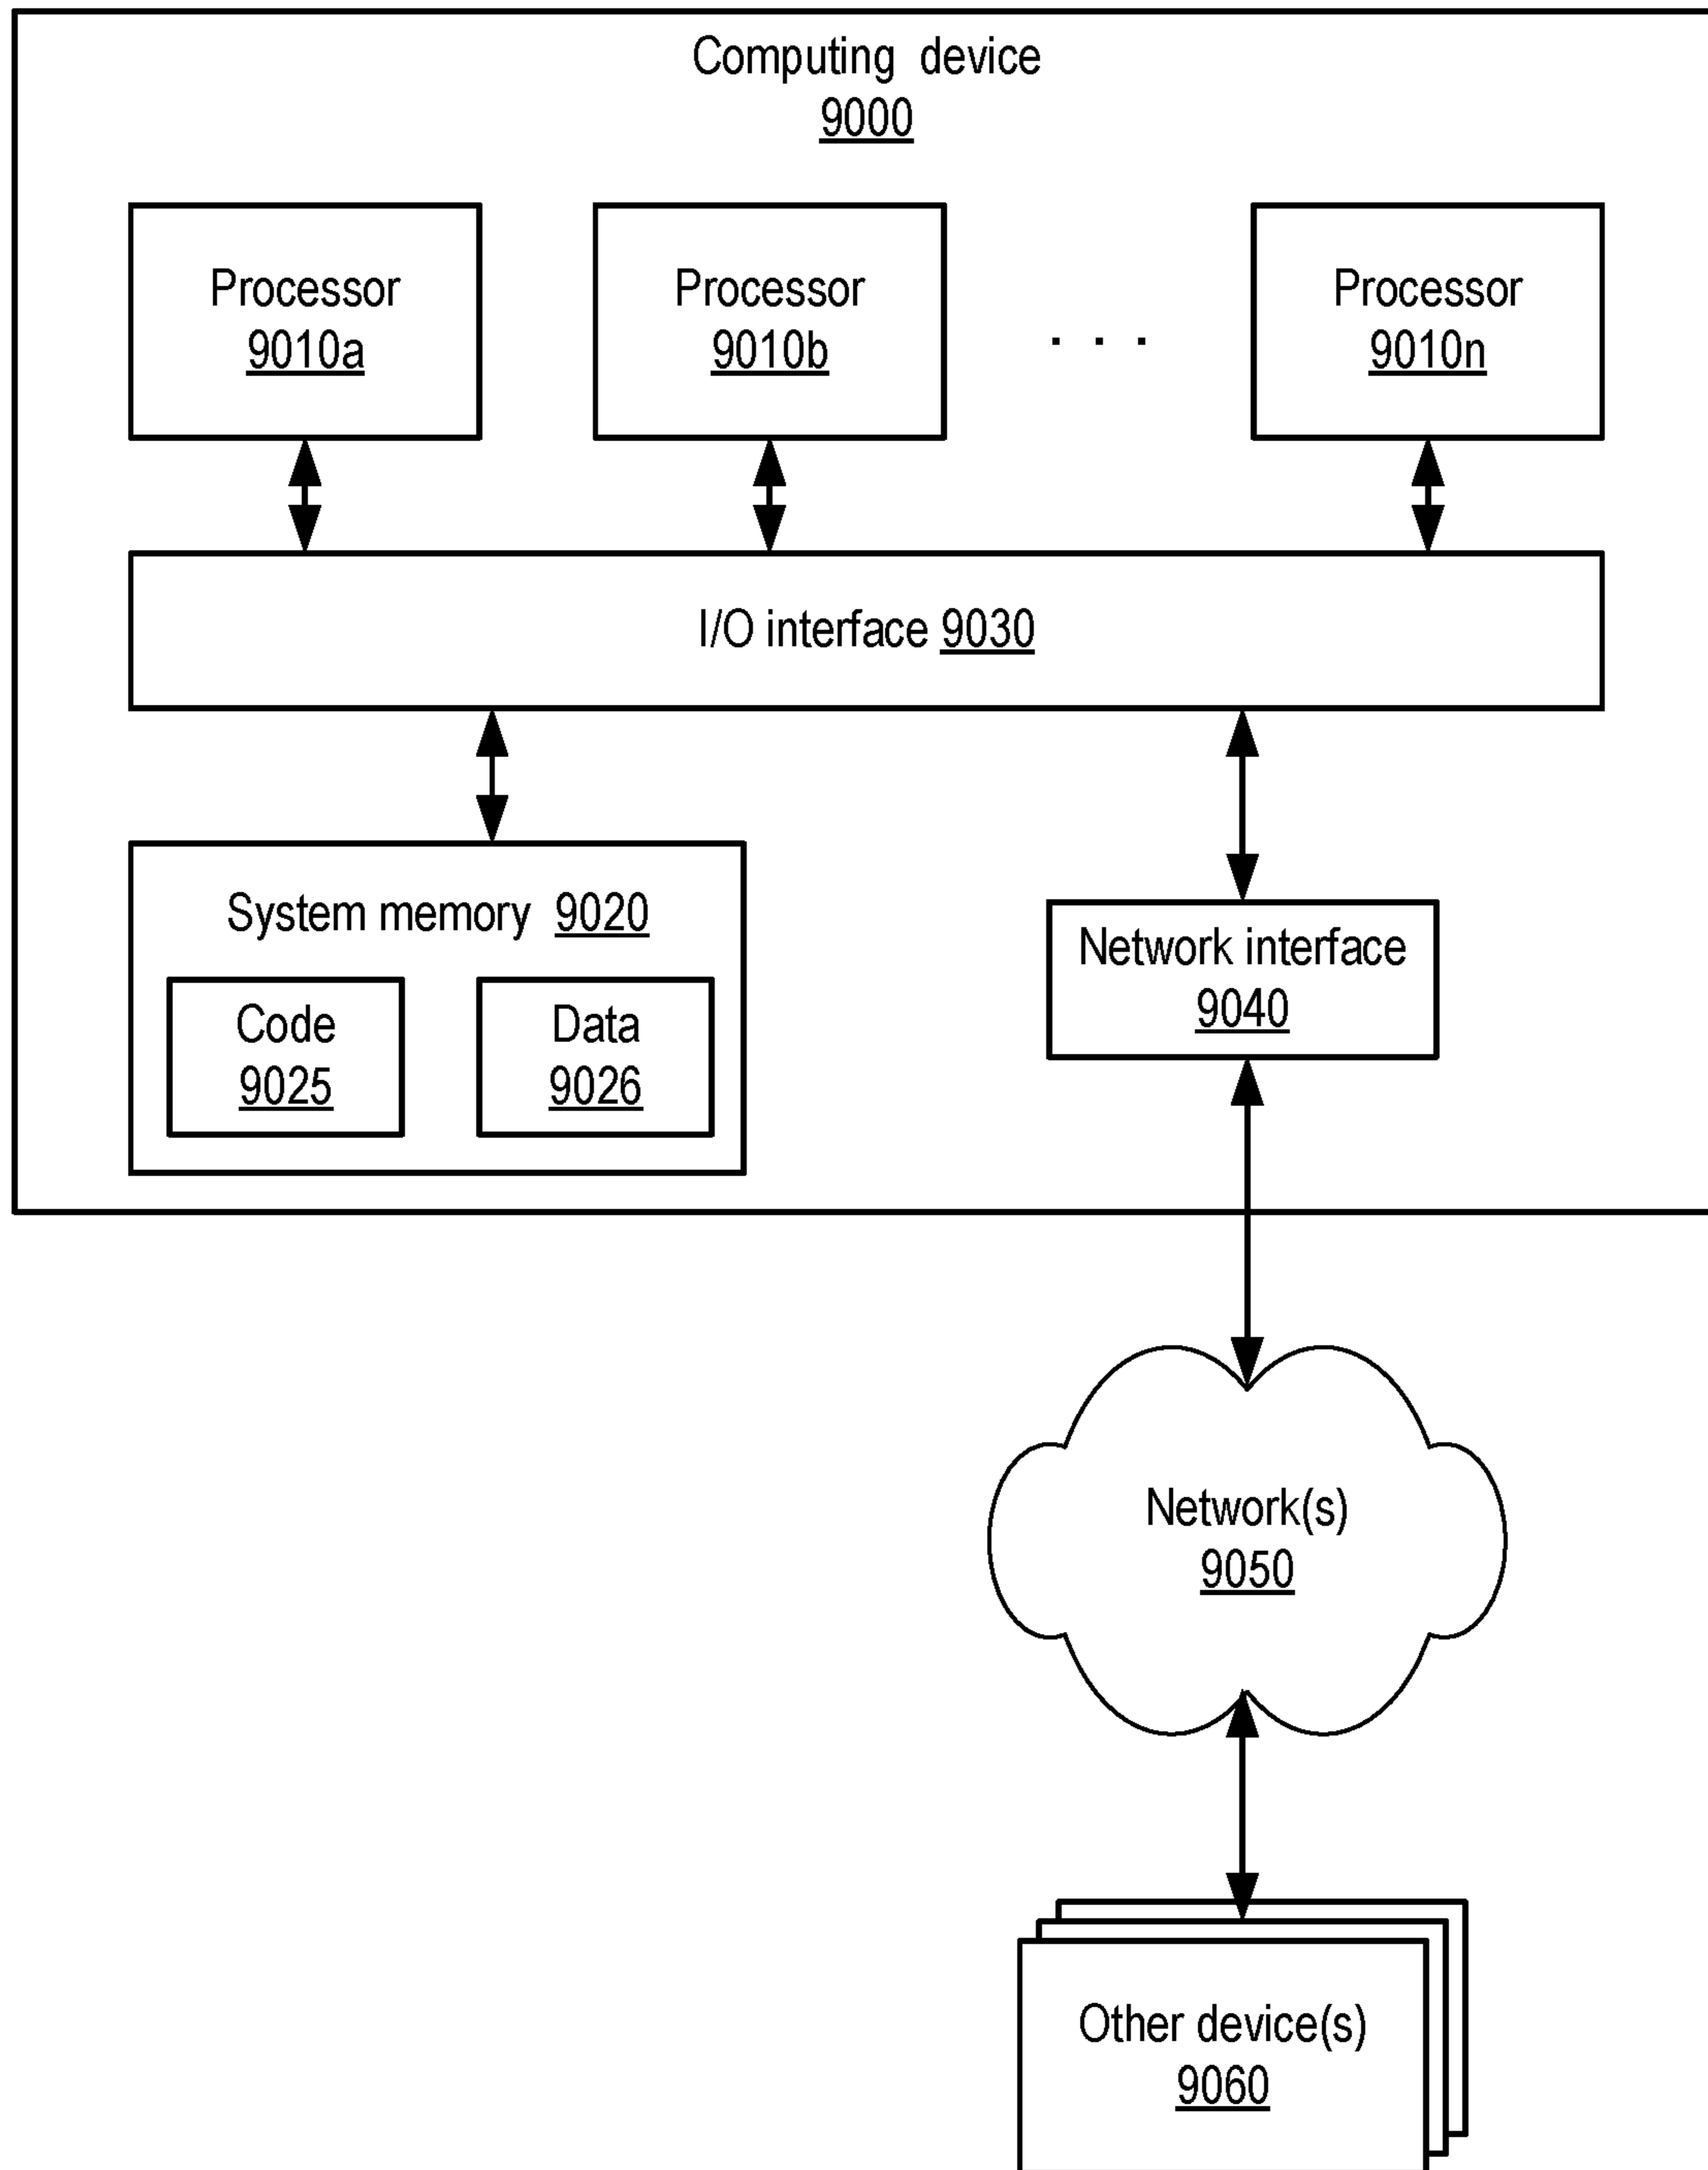 Computing device
9000
Processor
9010a
Processor
9010b
. . .
Processor
9010n
I/O interface 9030
System memory 9020
Code
9025
Data
9026
Network interface
9040
Network(s)
9050
Other device(s)
9060